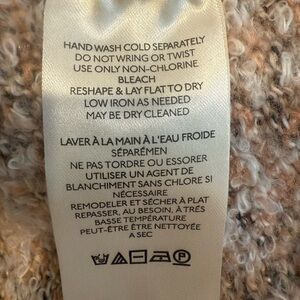 HAND WASH COLD SEPARATELY
DO NOT WRING OR TWIST
USE ONLY NON-CHLORINE
BLEACH
RESHAPE & LAY FLAT TO DRY
LOW IRON AS NEEDED
MAY BE DRY CLEANED
LAVER À LA MAIN À L'EAU FROIDE
SÉPARÉMEN
NE PAS TORDRE OU ESSORER
UTILISER UN AGENT DE
BLANCHIMENT SANS CHLORE SI
NÉCESSAIRE
REMODELER ET SÉCHER À PLAT
REPASSER, AU BESOIN, À TRÈS
BASSE TEMPÉRATURE
PEUT-ÊTRE ÊTRE NETTOYÉE
A SEC
P